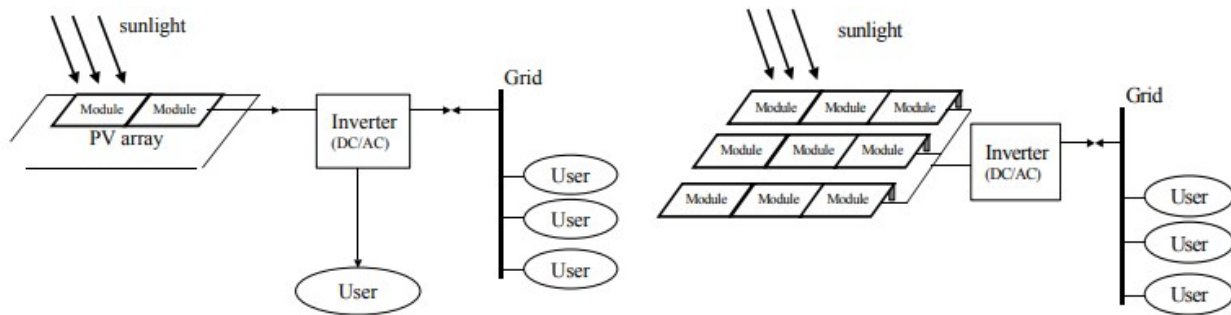 sunlight
Grid
Module Module
PV array
Inverter
(DC/AC)
User
User
User
User
sunlight
Grid
Module Module Module
Module Module Module
Module Module Module
Inverter
(DC/AC)
User
User
User